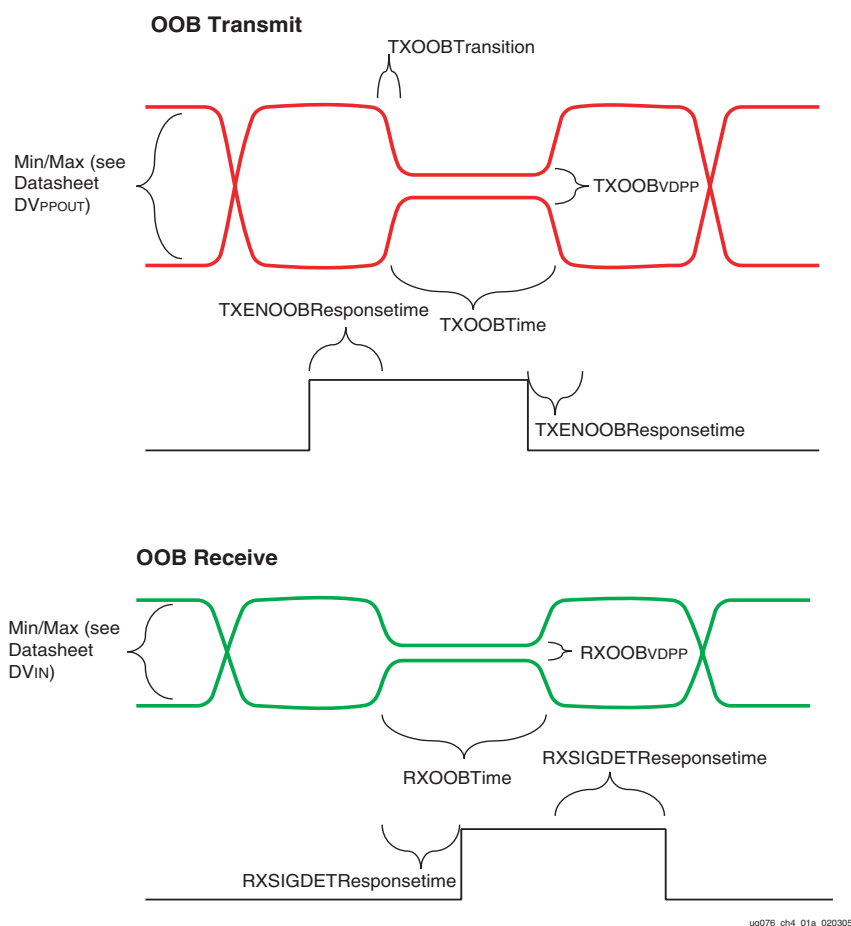 OOB Transmit
TXOOBTransition
Min/Max (see
Datasheet
DVPPOUT)
TXOOBVDPP
TXENOOBResponsetime
TXOOBTime
TXENOOBResponsetime
OOB Receive
Min/Max (see
Datasheet
DVIN)
RXOOBVDPP
RXOOBTime
RXSIGDETReseponsetime
RXSIGDETResponsetime
ug076_ch4_01a_020305